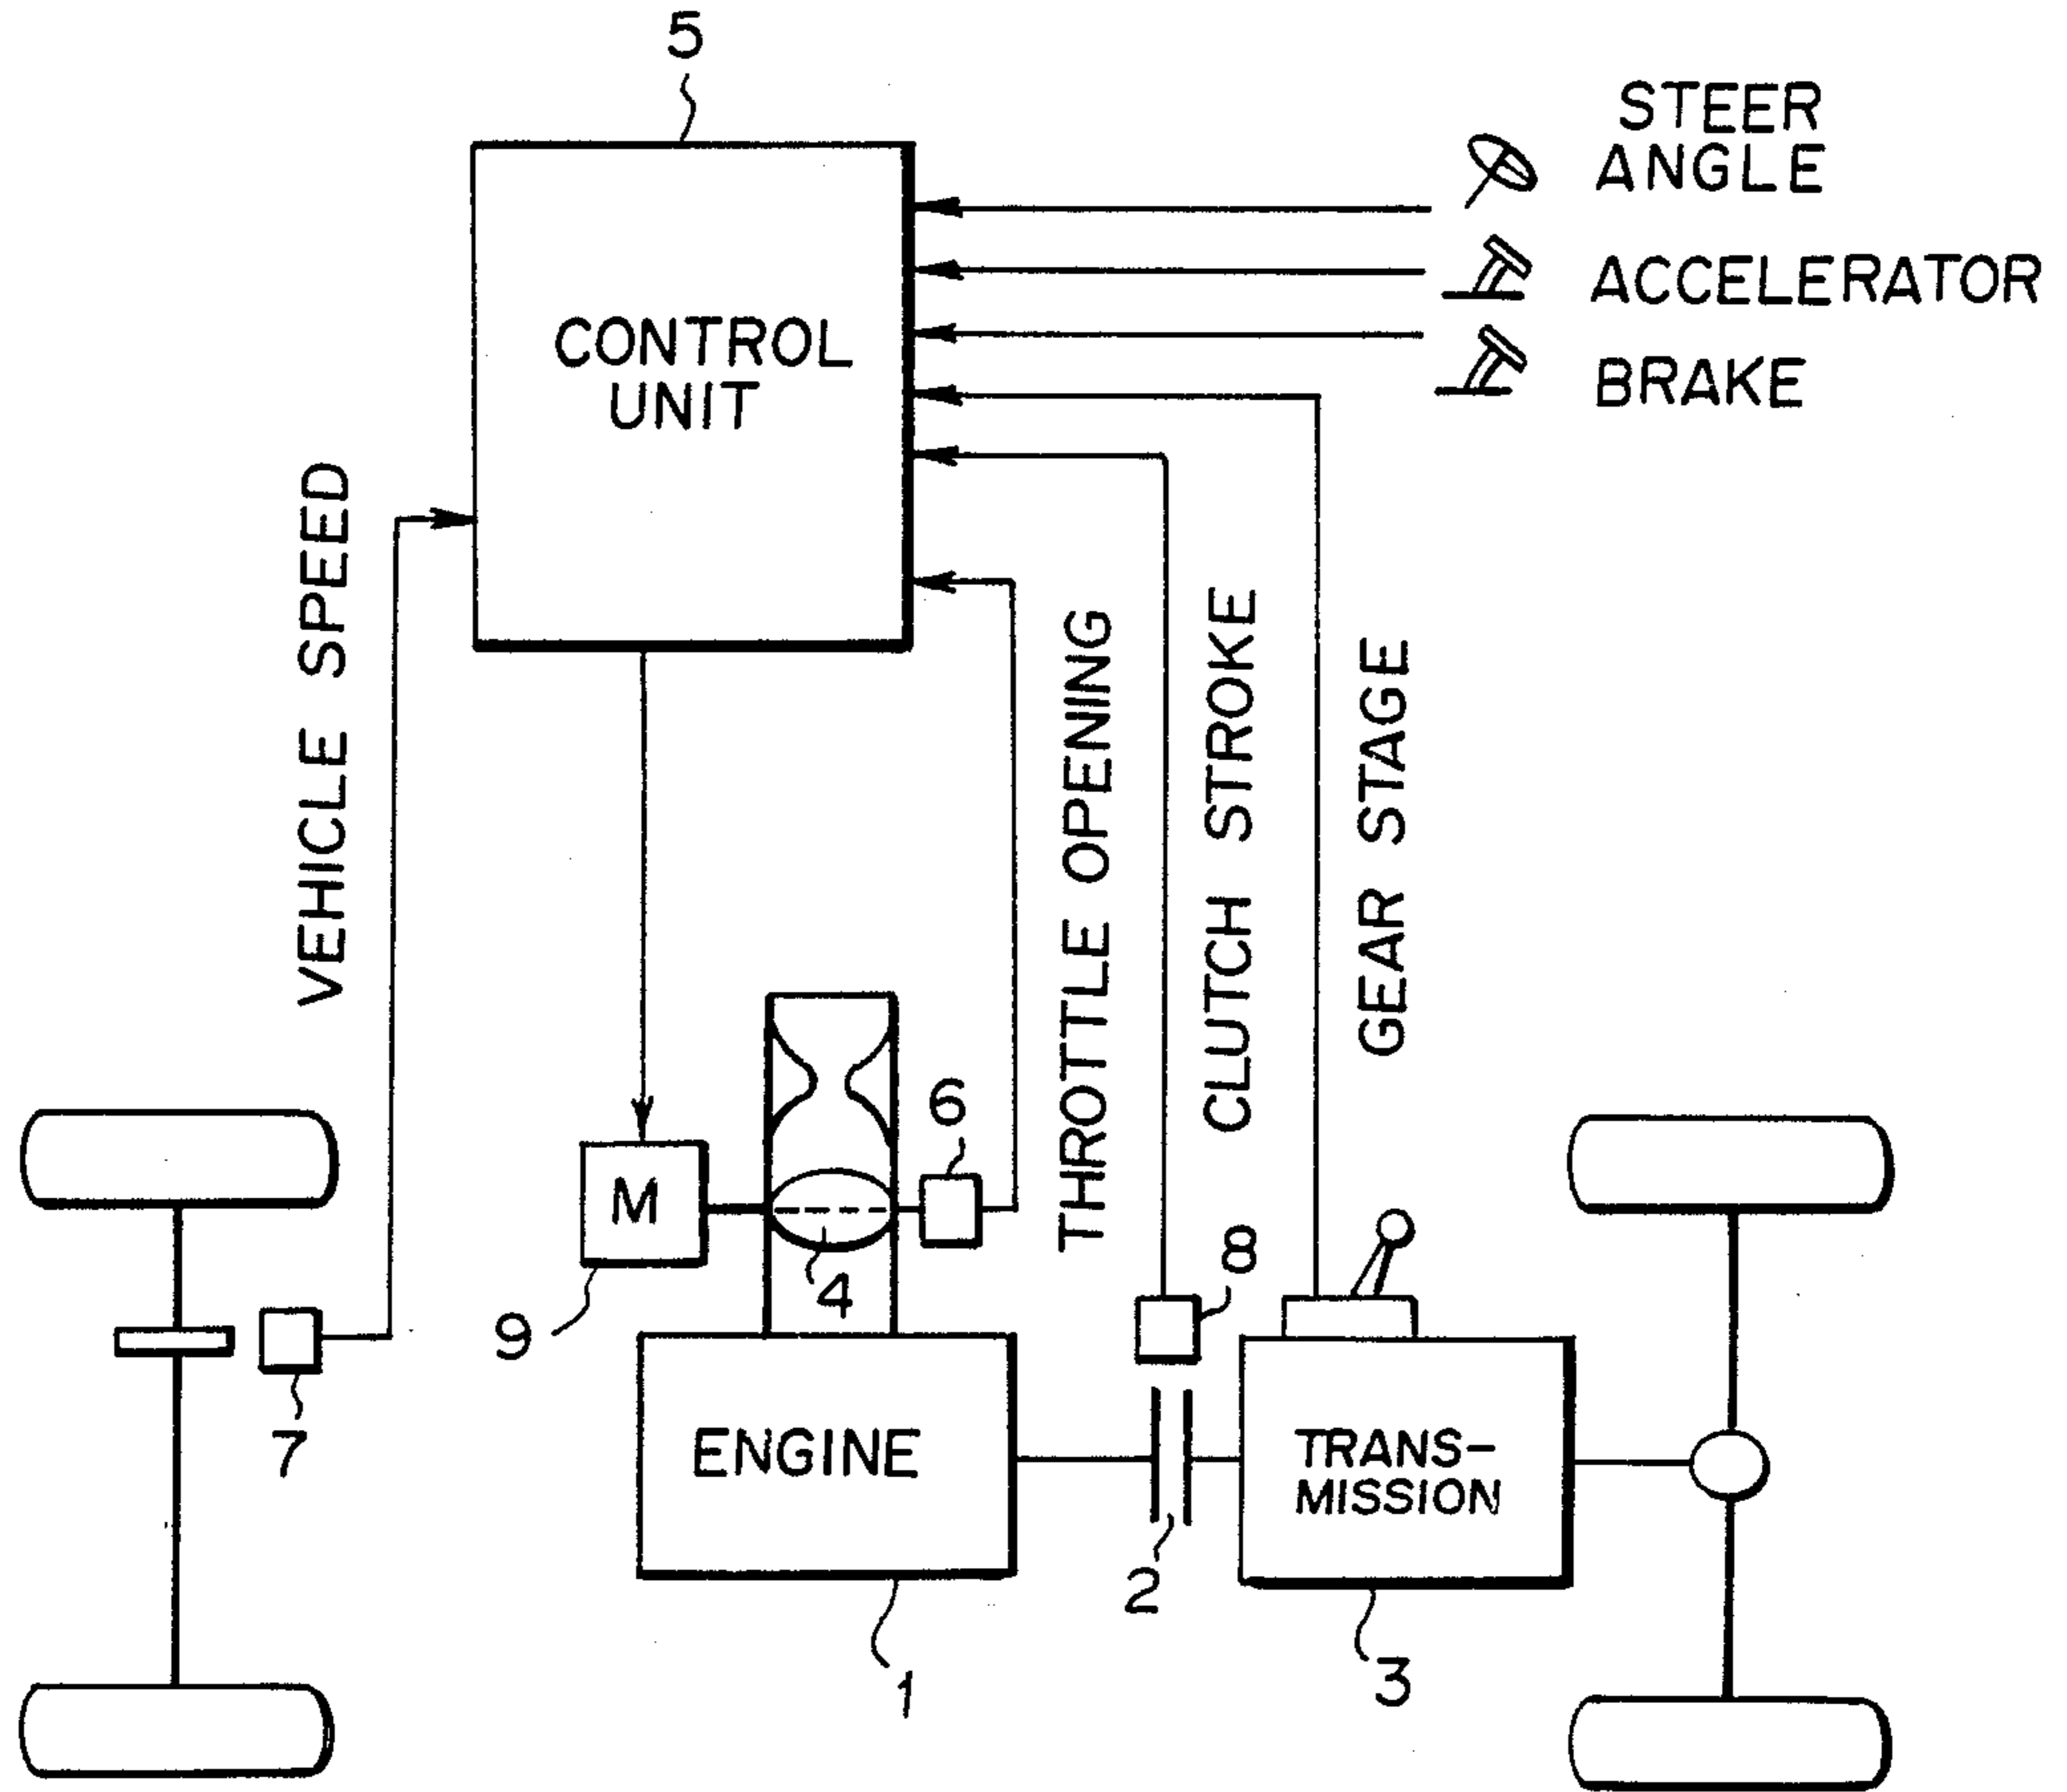 5
STEER
ANGLE
ACCELERATOR
BRAKE
CONTROL
UNIT
VEHICLE SPEED
THROTTLE OPENING
CLUTCH STROKE
GEAR STAGE
6
M
4
8
9
7
ENGINE
TRANS-
MISSION
2
1
3